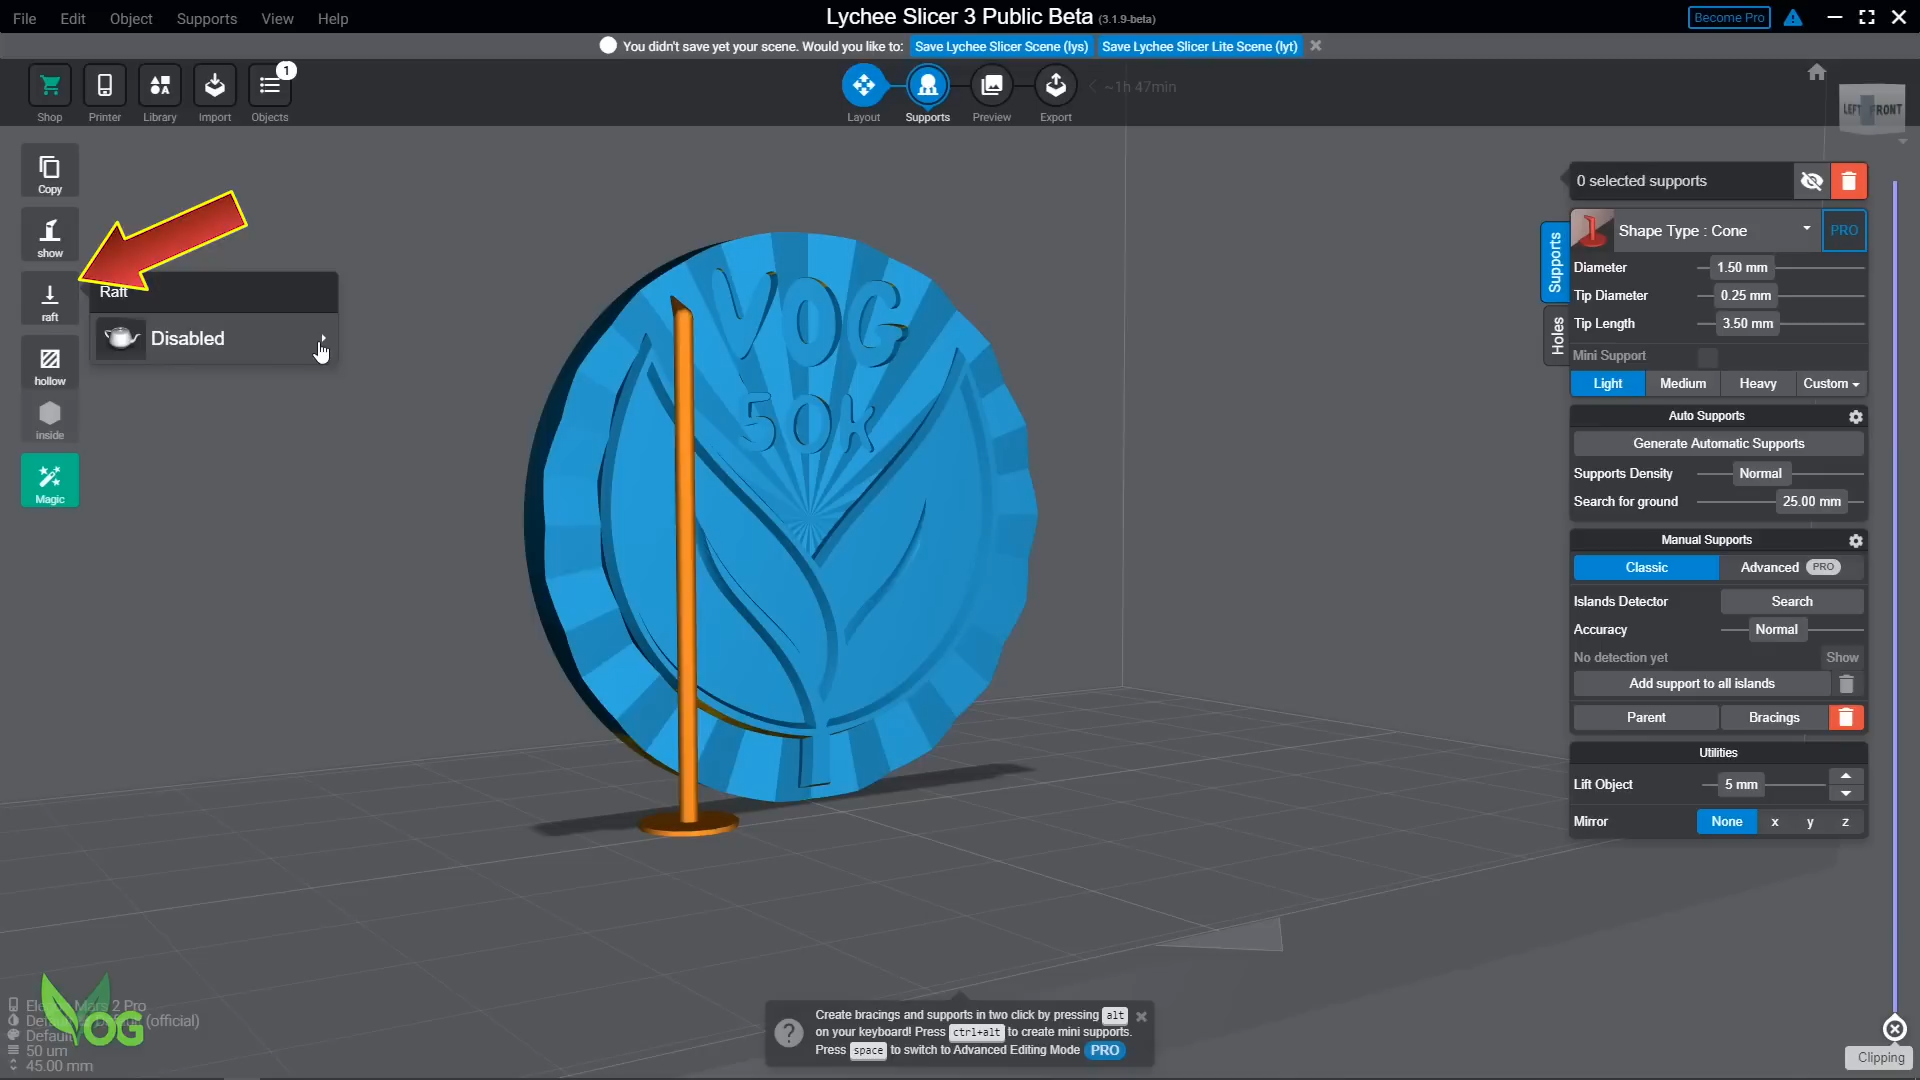 File Edit Object Supports View Help
Lychee Slicer 3 Public Beta (3.1.9-beta)
Become Pro
You didn't save yet your scene. Would you like to: Save Lychee Slicer Scene (lys) Save Lychee Slicer Lite Scene (lyt)
1
Shop Printer Library Import Objects
Layout Supports Preview Export
~1h 47min
LEFT FRONT
Copy
show
raft
hollow
inside
Magic
Raft
Disabled
VOG
50K
0 selected supports
Supports
Holes
Shape Type : Cone PRO
Diameter 1.50 mm
Tip Diameter 0.25 mm
Tip Length 3.50 mm
Mini Support
Light Medium Heavy Custom
Auto Supports
Generate Automatic Supports
Supports Density Normal
Search for ground 25.00 mm
Manual Supports
Classic Advanced PRO
Islands Detector Search
Accuracy Normal
No detection yet Show
Add support to all islands
Parent Bracings
Utilities
Lift Object 5 mm
Mirror None x y z
Mars 2 Pro
(official)
Default
50 um
45.00 mm
VOG
Create bracings and supports in two click by pressing alt
on your keyboard! Press ctrl+alt to create mini supports.
Press space to switch to Advanced Editing Mode PRO
Clipping